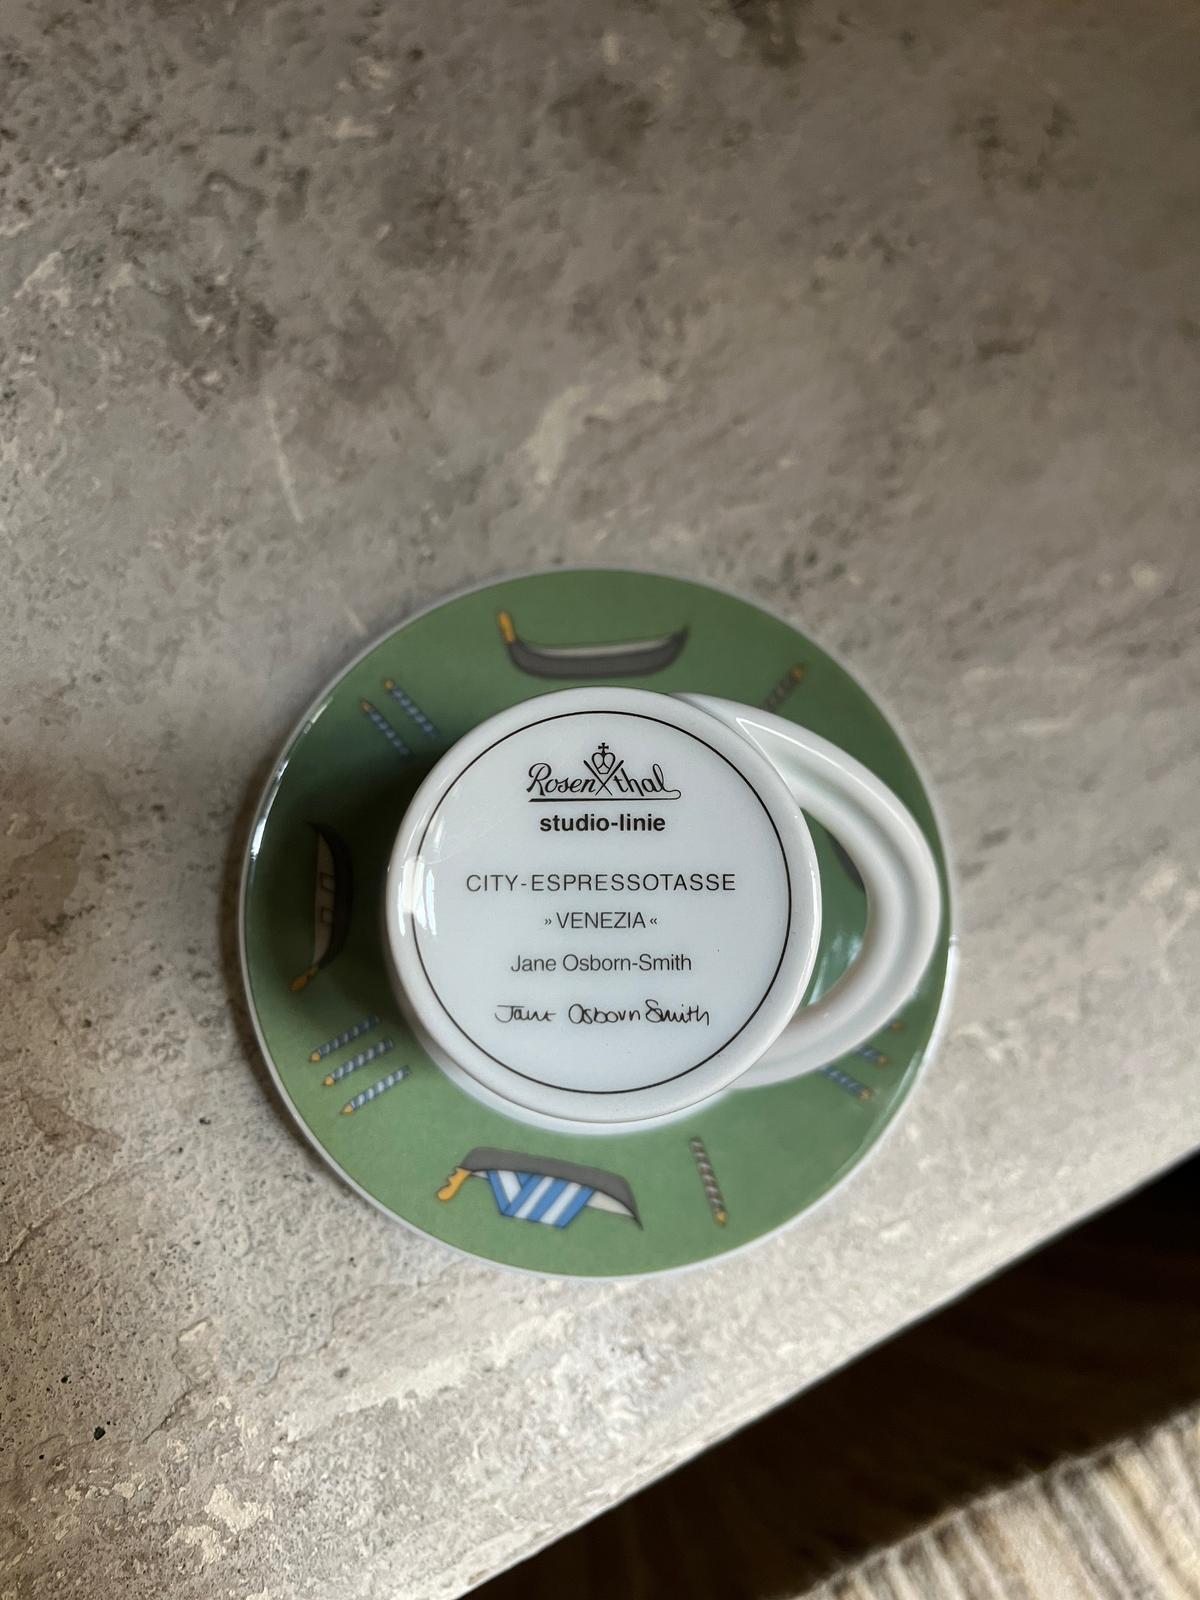 Rosenthal
studio-linie
CITY-ESPRESSOTASSE
»VENEZIA«
Jane Osborn-Smith
Jane Osborn Smith